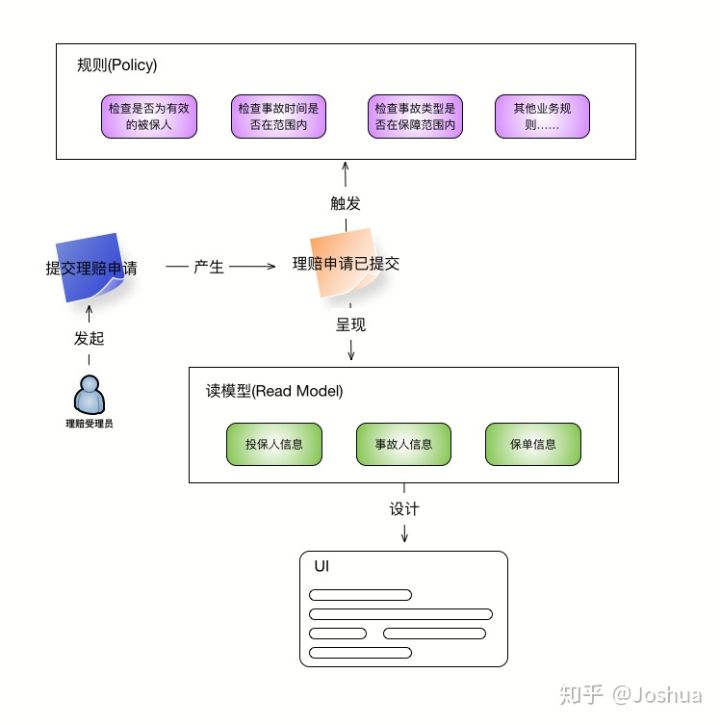 规则(Policy)
检查是否为有效
的被保人
检查事故时间是
否在范围内
检查事故类型是
否在保障范围内
其他业务规
则……
触发
提交理赔申请
产生
理赔申请已提交
发起
呈现
理赔受理员
读模型(Read Model)
投保人信息
事故人信息
保单信息
设计
UI
知乎 @Joshua